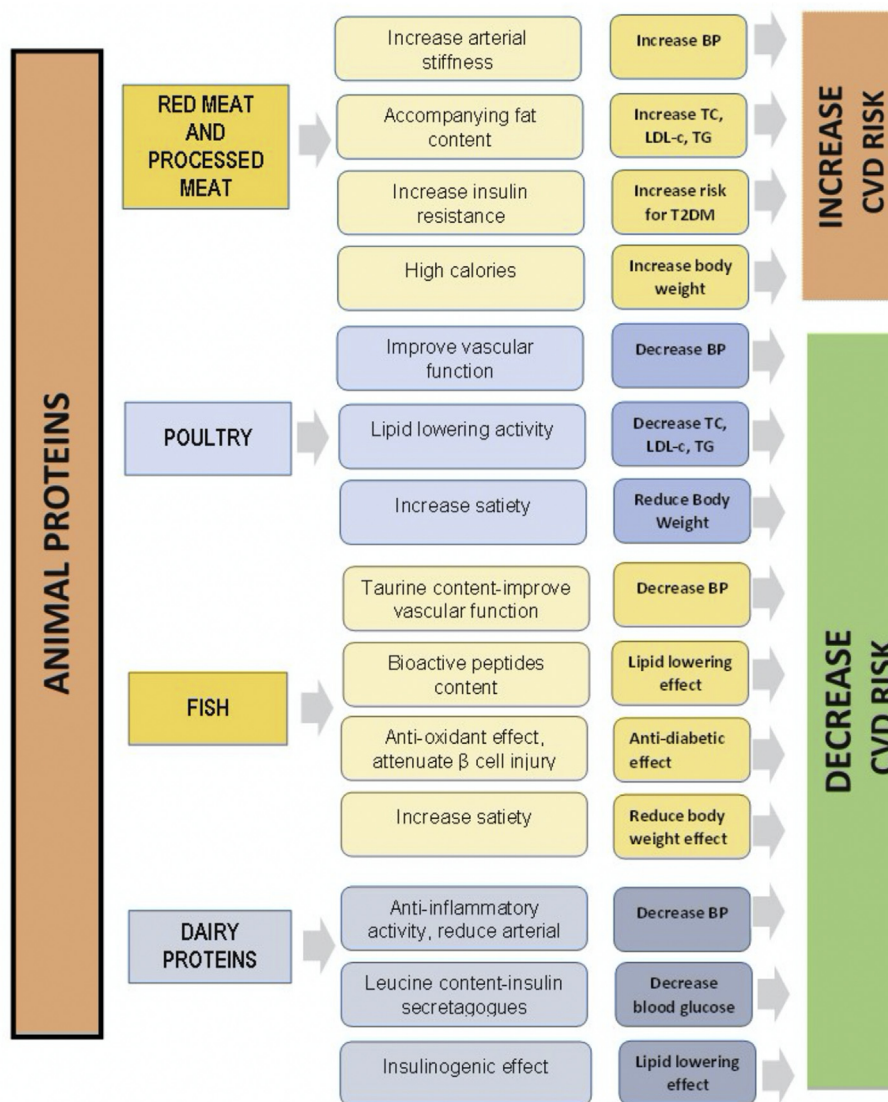 ANIMAL PROTEINS
RED MEAT
AND
PROCESSED
MEAT
Increase arterial
stiffness
Increase BP
Accompanying fat
content
Increase TC,
LDL-c, TG
Increase insulin
resistance
Increase risk
for T2DM
High calories
Increase body
weight
INCREASE
CVD RISK
POULTRY
Improve vascular
function
Decrease BP
Lipid lowering activity
Decrease TC,
LDL-c, TG
Increase satiety
Reduce Body
Weight
FISH
Taurine content-improve
vascular function
Decrease BP
Bioactive peptides
content
Lipid lowering
effect
Anti-oxidant effect,
attenuate β cell injury
Anti-diabetic
effect
Increase satiety
Reduce body
weight effect
DAIRY
PROTEINS
Anti-inflammatory
activity, reduce arterial
Decrease BP
Leucine content-insulin
secretagogues
Decrease
blood glucose
Insulinogenic effect
Lipid lowering
effect
DECREASE
CVD RISK